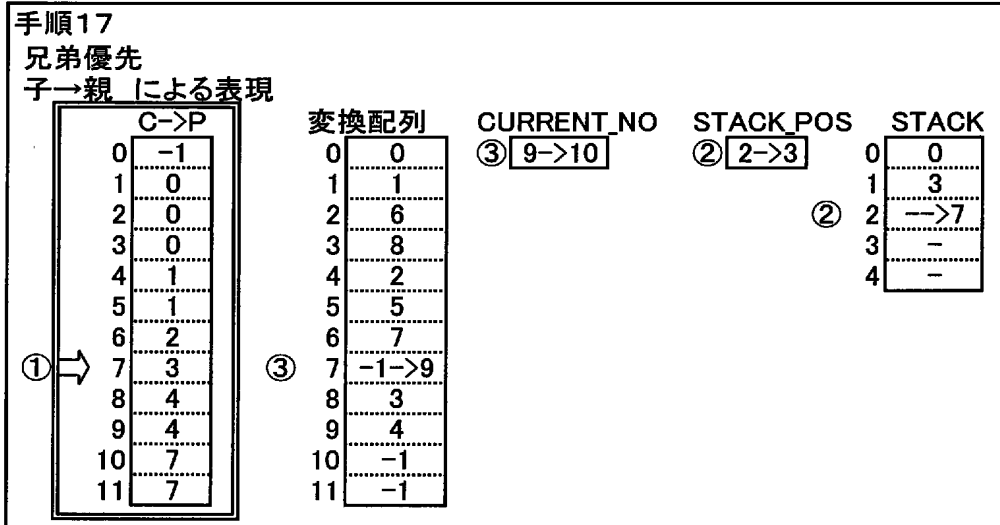 手順17
兄弟優先
子→親 による表現
C->P 変換配列 CURRENT_NO STACK_POS STACK
0 -1 0 0 ③ 9->10 ② 2->3 0 0
1 0 1 1 1 3
2 0 2 6 ② 2 -->7
3 0 3 8 3 -
4 1 4 2 4 -
5 1 5 5
6 2 6 7
① ⇨ 7 3 ③ 7 -1->9
8 4 8 3
9 4 9 4
10 7 10 -1
11 7 11 -1